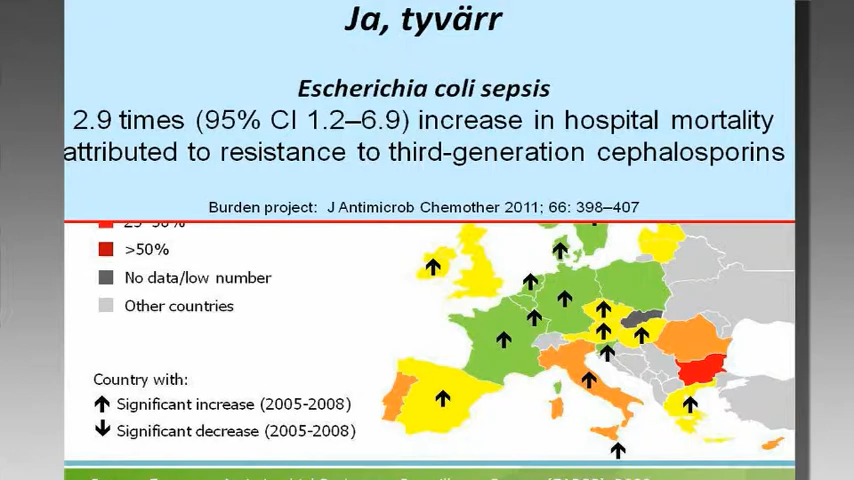 Ja, tyvärr
Escherichia coli sepsis
2.9 times (95% CI 1.2–6.9) increase in hospital mortality
attributed to resistance to third-generation cephalosporins
Burden project: J Antimicrob Chemother 2011; 66: 398–407
>50%
No data/low number
Other countries
Country with:
Significant increase (2005-2008)
Significant decrease (2005-2008)